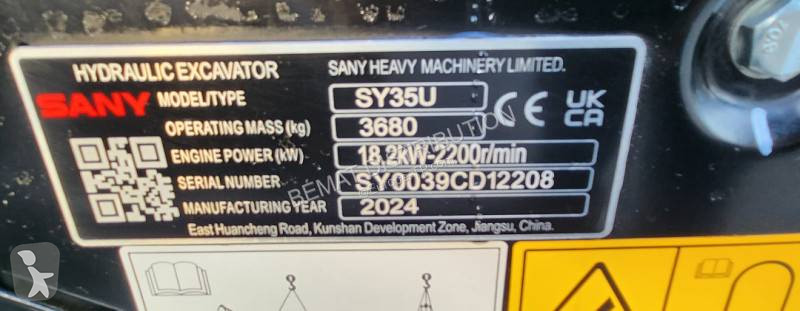 HYDRAULIC EXCAVATOR SANY HEAVY MACHINERY LIMITED.
SANY MODEL/TYPE SY35U CE UK CA
OPERATING MASS (kg) 3680
ENGINE POWER (kW) 18.2kW-2200r/min
SERIAL NUMBER
MANUFACTURING YEAR 2024
East Huancheng Road, Kunshan Development Zone, Jiangsu, China.